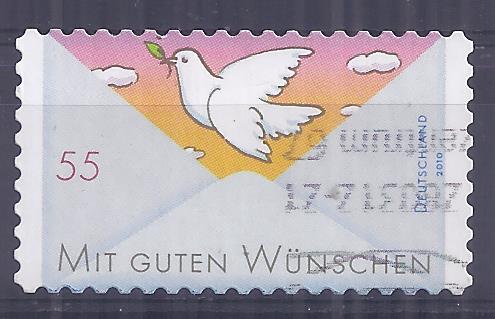 55
DEUTSCHLAND
2010
MIT GUTEN WÜNSCHEN